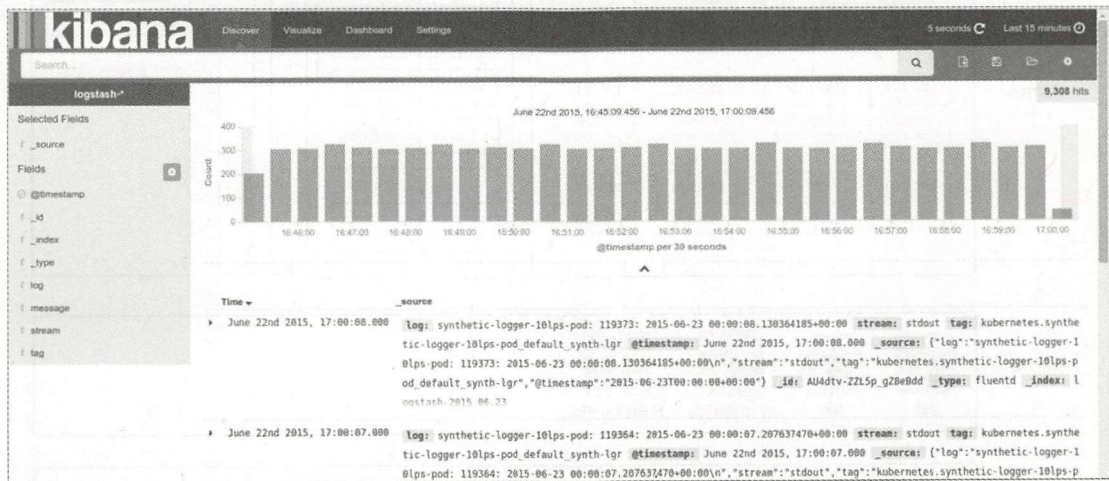 kibana
Discover Visualize Dashboard Settings
5 seconds Last 15 minutes
Search...
logstash-*
9,308 hits
Selected Fields
t _source
Fields
@timestamp
t _id
t _index
t _type
t log
t message
t stream
t tag
June 22nd 2015, 16:45:09.456 - June 22nd 2015, 17:00:09.456
Count
400
300
200
100
0
16:46:00 16:47:00 16:48:00 16:49:00 16:50:00 16:51:00 16:52:00 16:53:00 16:54:00 16:55:00 16:56:00 16:57:00 16:58:00 16:59:00 17:00:00
@timestamp per 30 seconds
Time _source
June 22nd 2015, 17:00:08.000 log: synthetic-logger-10lps-pod: 119373: 2015-06-23 00:00:08.130364185+00:00 stream: stdout tag: kubernetes.synthe
tic-logger-10lps-pod_default_synth-lgr @timestamp: June 22nd 2015, 17:00:08.000 _source: {"log":"synthetic-logger-1
0lps-pod: 119373: 2015-06-23 00:00:08.130364185+00:00\n","stream":"stdout","tag":"kubernetes.synthetic-logger-10lps-p
od_default_synth-lgr","@timestamp":"2015-06-23T00:00:08+00:00"} _id: AU4dtv-ZZL5p_gZ8eBdd _type: fluentd _index: l
ogstash-2015.06.23
June 22nd 2015, 17:00:07.000 log: synthetic-logger-10lps-pod: 119364: 2015-06-23 00:00:07.207637470+00:00 stream: stdout tag: kubernetes.synthe
tic-logger-10lps-pod_default_synth-lgr @timestamp: June 22nd 2015, 17:00:07.000 _source: {"log":"synthetic-logger-1
0lps-pod: 119364: 2015-06-23 00:00:07.207637470+00:00\n","stream":"stdout","tag":"kubernetes.synthetic-logger-10lps-p